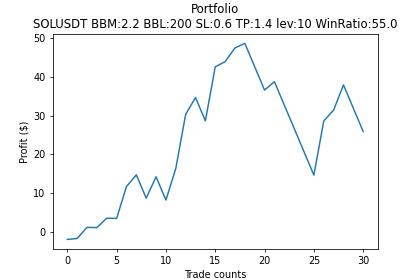 Portfolio
SOLUSDT BBM:2.2 BBL:200 SL:0.6 TP:1.4 lev:10 WinRatio:55.0
50
40
30
20
10
0
Profit ($)
0 5 10 15 20 25 30
Trade counts